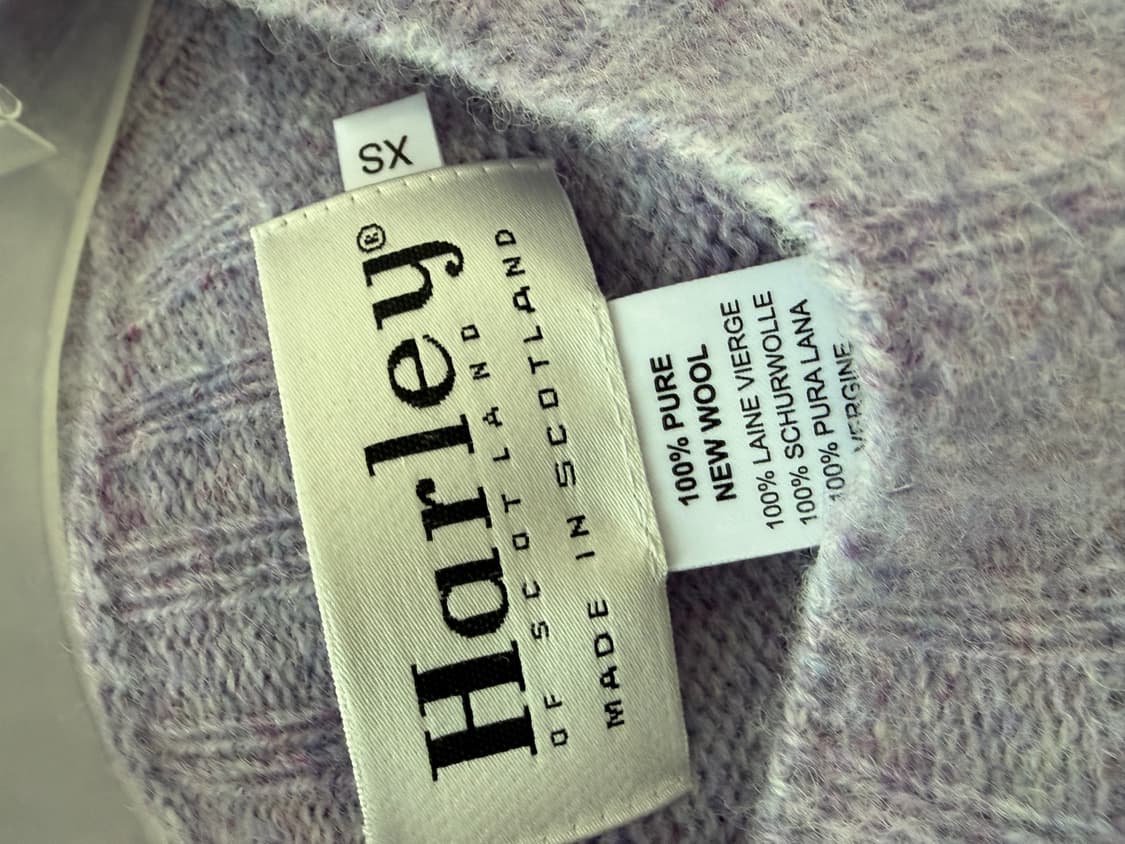 SX
Harley®
OF SCOTLAND
MADE IN SCOTLAND
100% PURE
NEW WOOL
100% LAINE VIERGE
100% SCHURWOLLE
100% PURA LANA
VERGINE